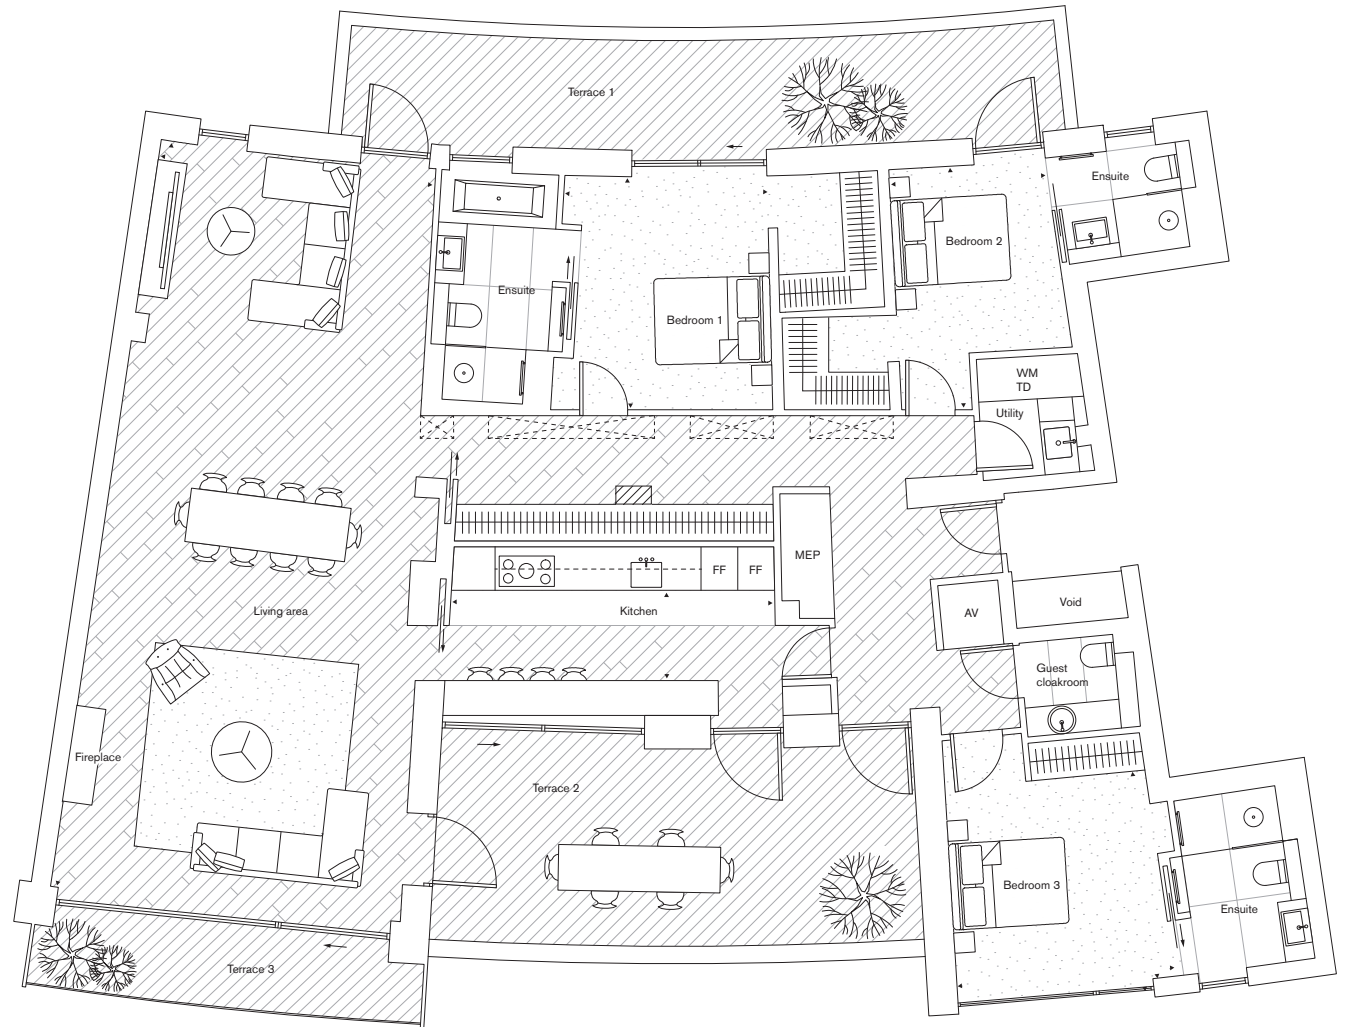 Terrace 1
Ensuite
Bedroom 2
Ensuite
Bedroom 1
WM
TD
Utility
MEP
FF
FF
Kitchen
Living area
AV
Void
Guest
cloakroom
Fireplace
Terrace 2
Bedroom 3
Ensuite
Terrace 3